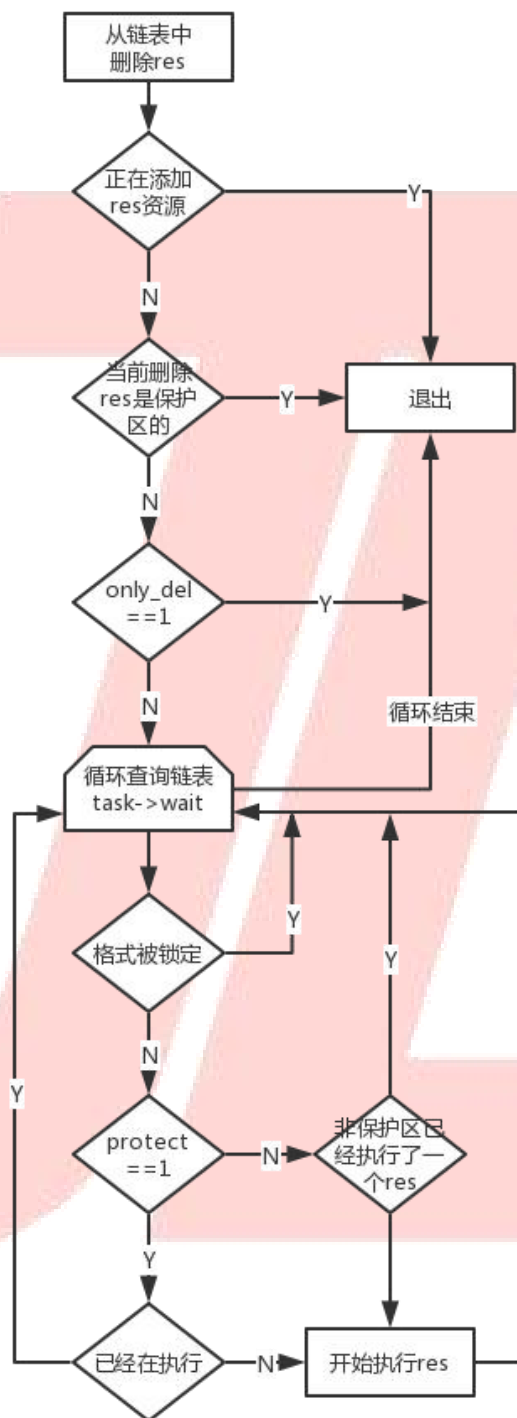 从链表中
删除res
正在添加
res资源
Y
N
当前删除
res是保护
区的
Y
退出
N
only_del
==1
Y
N
循环结束
循环查询链表
task->wait
格式被锁定
Y
N
Y
Y
protect
==1
N
非保护区已
经执行了一
个res
Y
已经在执行
N
开始执行res